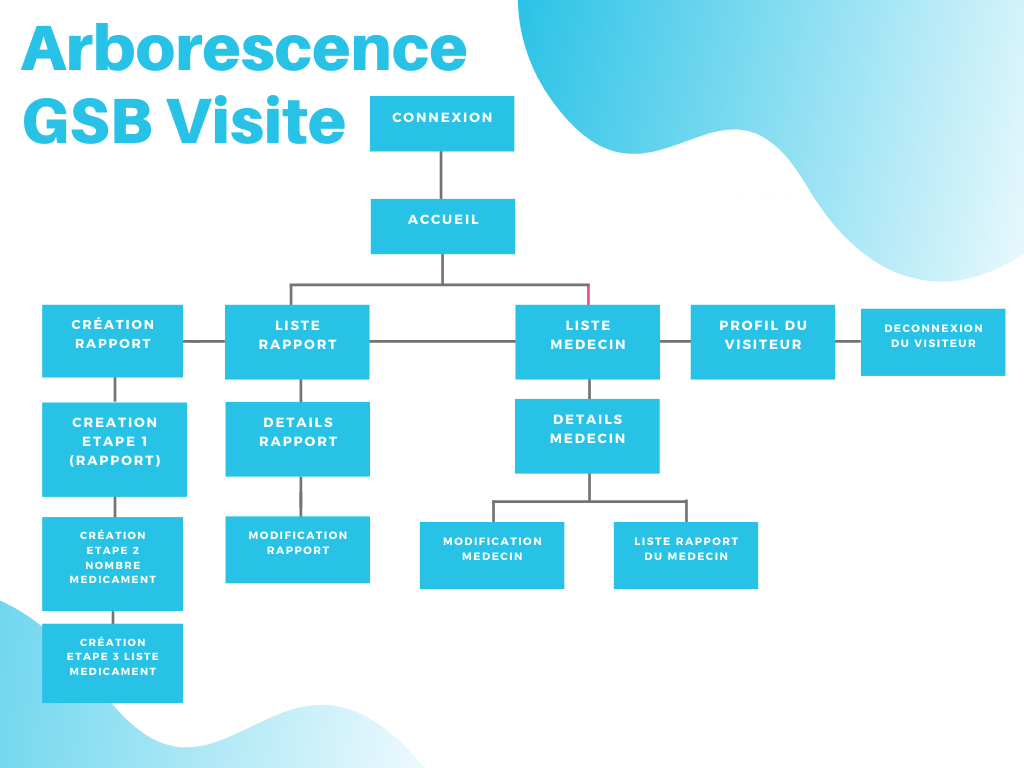 Arborescence
GSB Visite
CONNEXION
ACCUEIL
CRÉATION
RAPPORT
LISTE
RAPPORT
LISTE
MEDECIN
PROFIL DU
VISITEUR
DECONNEXION
DU VISITEUR
CREATION
ETAPE 1
(RAPPORT)
DETAILS
RAPPORT
DETAILS
MEDECIN
CRÉATION
ETAPE 2
NOMBRE
MEDICAMENT
MODIFICATION
RAPPORT
MODIFICATION
MEDECIN
LISTE RAPPORT
DU MEDECIN
CRÉATION
ETAPE 3 LISTE
MEDICAMENT